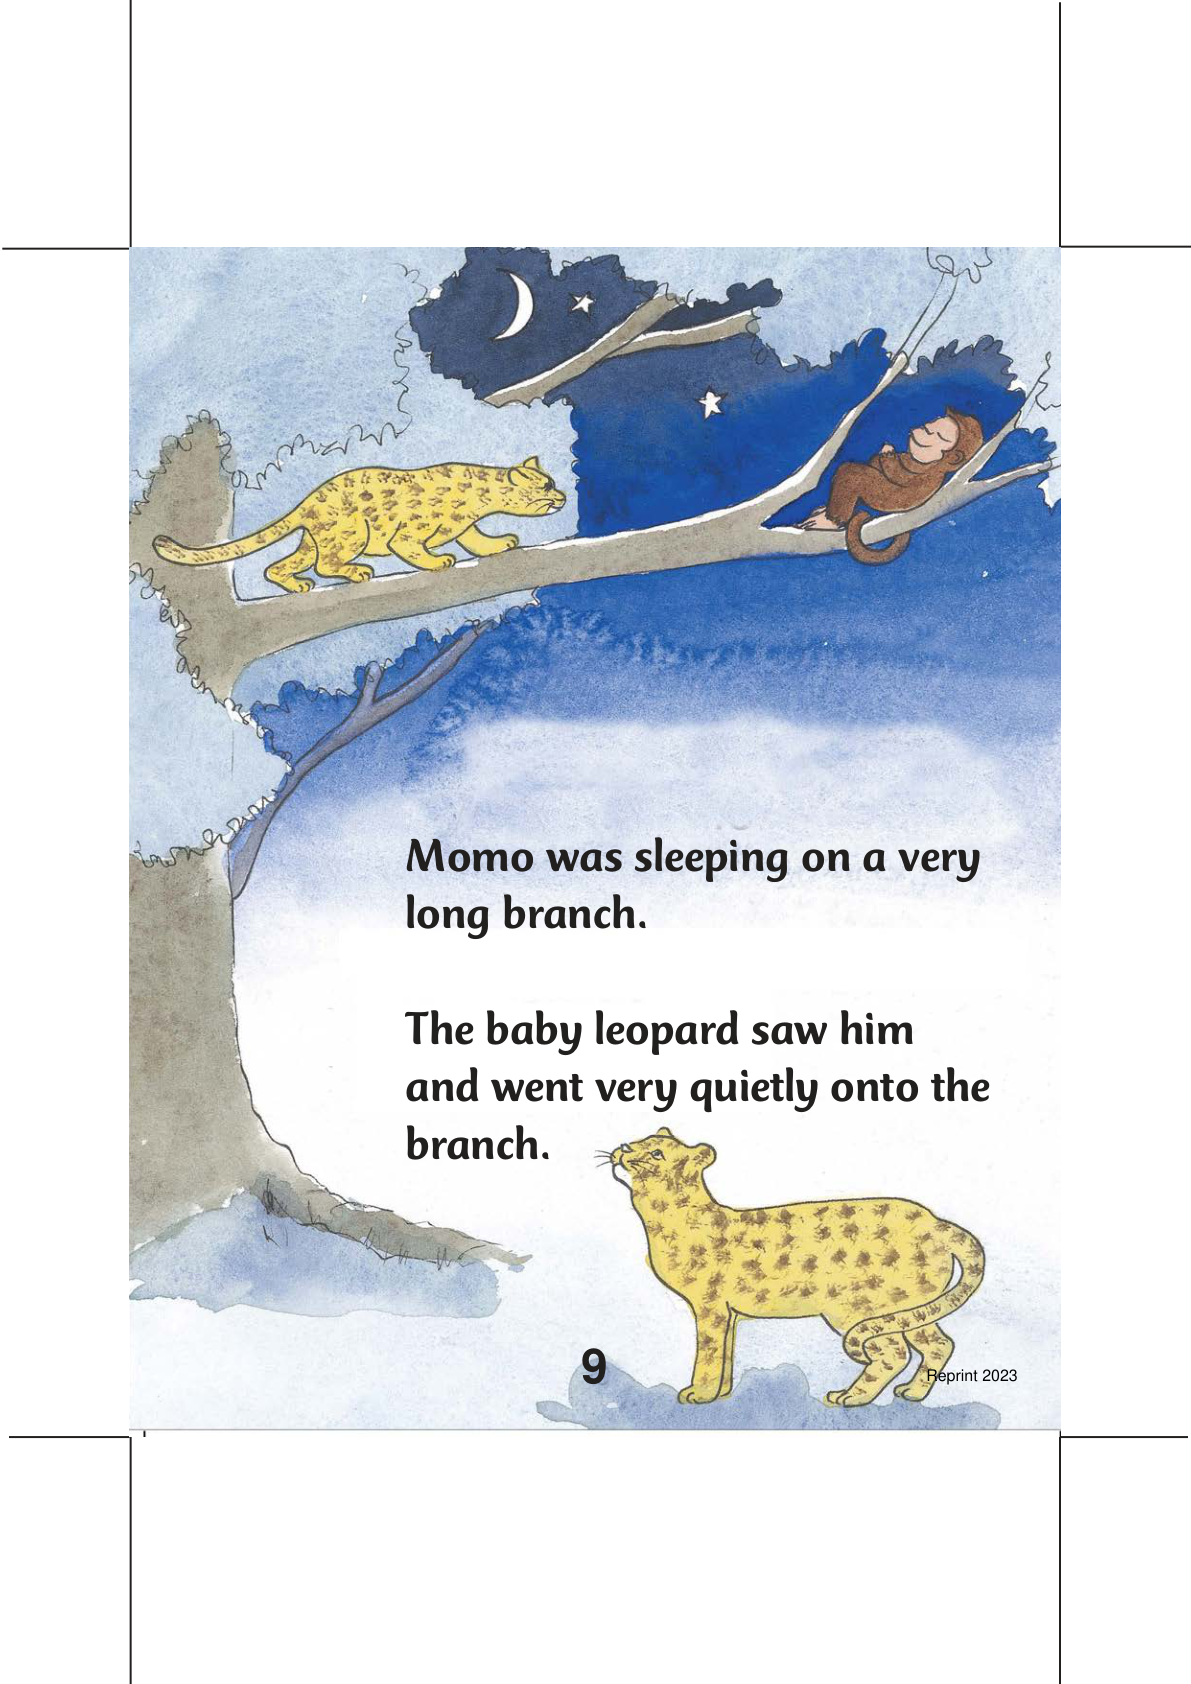 Momo was sleeping on a very
long branch.
The baby leopard saw him
and went very quietly onto the
branch.
9
Reprint 2023